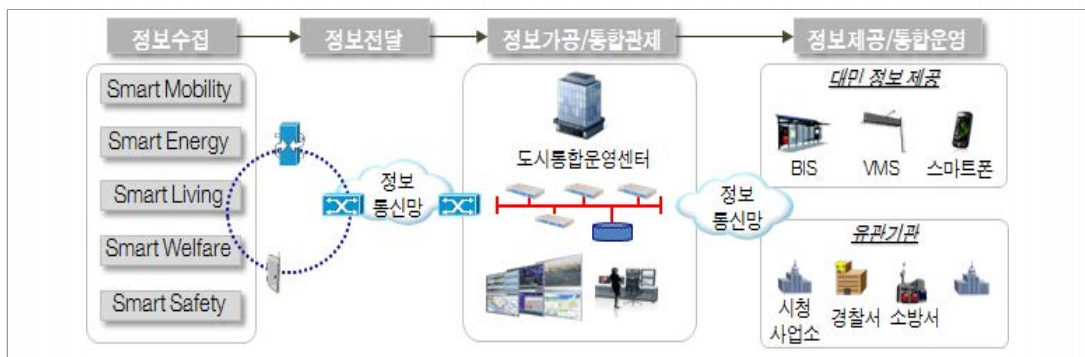 정보수집
정보전달
정보가공/통합관제
정보제공/통합운영
Smart Mobility
Smart Energy
Smart Living
Smart Welfare
Smart Safety
정보
통신망
도시통합운영센터
정보
통신망
대민 정보 제공
BIS
VMS
스마트폰
유관기관
시청
사업소
경찰서
소방서